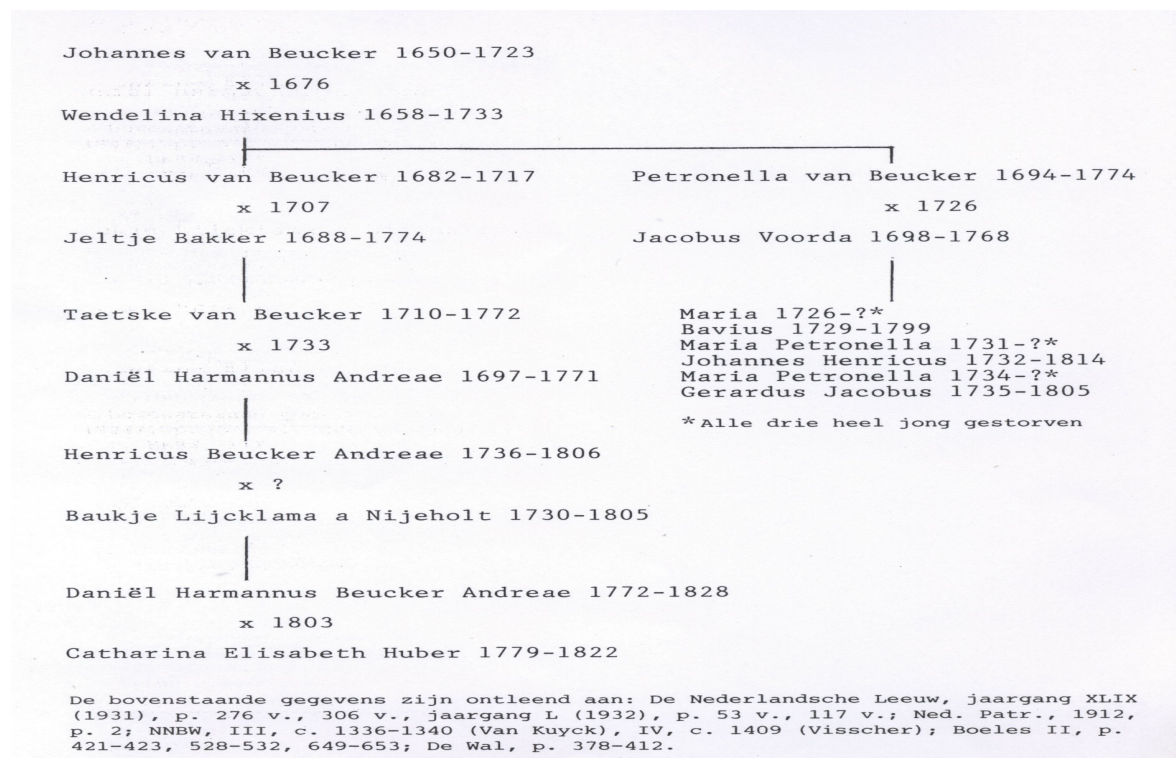 Johannes van Beucker 1650-1723
x 1676
Wendelina Hixenius 1658-1733
Henricus van Beucker 1682-1717
x 1707
Jeltje Bakker 1688-1774
Taetske van Beucker 1710-1772
x 1733
Daniël Harmannus Andreae 1697-1771
Henricus Beucker Andreae 1736-1806
x ?
Baukje Lijcklama a Nijeholt 1730-1805
Daniël Harmannus Beucker Andreae 1772-1828
x 1803
Catharina Elisabeth Huber 1779-1822
Petronella van Beucker 1694-1774
x 1726
Jacobus Voorda 1698-1768
Maria 1726-?*
Bavius 1729-1799
Maria Petronella 1731-?*
Johannes Henricus 1732-1814
Maria Petronella 1734-?*
Gerardus Jacobus 1735-1805
*Alle drie heel jong gestorven
De bovenstaande gegevens zijn ontleend aan: De Nederlandsche Leeuw, jaargang XLIX
(1931), p. 276 v., 306 v., jaargang L (1932), p. 53 v., 117 v.; Ned. Patr., 1912,
p. 2; NNBW, III, c. 1336-1340 (Van Kuyck), IV, c. 1409 (Visscher); Boeles II, p.
421-423, 528-532, 649-653; De Wal, p. 378-412.